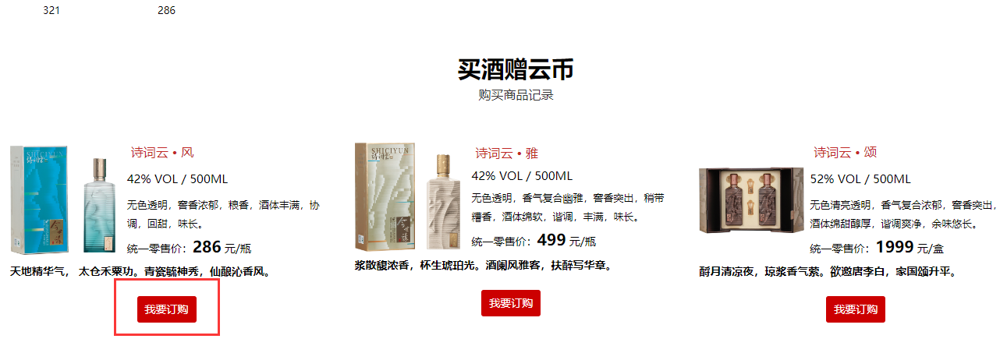 321 286
买酒赠云币
购买商品记录
SHICIYUN
诗词云
诗词云 • 风
42% VOL / 500ML
无色透明，窖香浓郁，粮香，酒体丰满，协
调，回甜，味长。
统一零售价：286 元/瓶
天地精华气， 太仓禾粟功。青瓷毓神秀，仙酿沁香风。
我要订购
SHICIYUN
诗词云
诗词云 • 雅
42% VOL / 500ML
无色透明，香气复合幽雅，窖香突出，稍带
糟香，酒体绵软，谐调，丰满，味长。
统一零售价：499 元/瓶
浆散馥浓香，杯生琥珀光。酒阑风雅客，扶醉写华章。
我要订购
诗词云 • 颂
52% VOL / 500ML
无色清亮透明，香气复合浓郁，窖香突出，
酒体绵甜醇厚，谐调爽净，余味悠长。
统一零售价：1999 元/盒
酹月清凉夜，琼浆香气萦。欲邀唐李白，家国颂升平。
我要订购